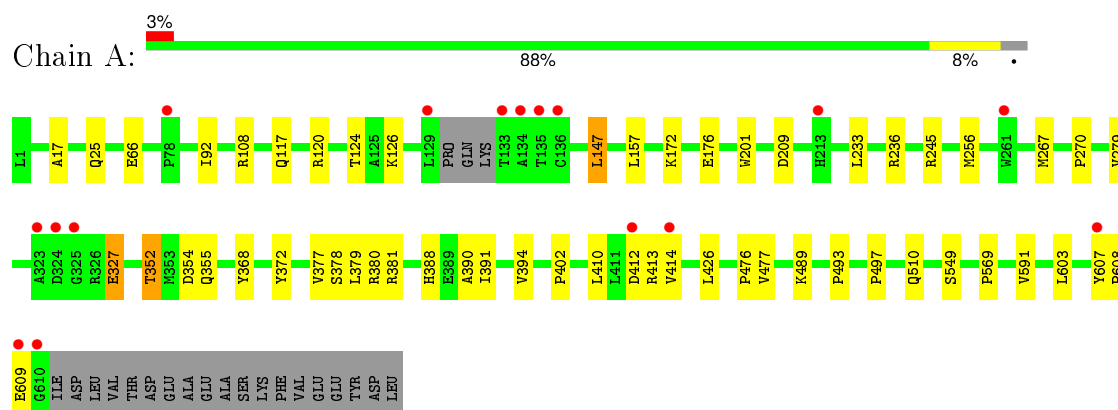 3%
Chain A:
88% 8% •
L1 A17 Q25 E66 P78 I92 R108 Q117 R120 T124 A125 K126 L129 PRO GLN LYS T133 A134 T135 C136 L147 L157 K172 E176 W201 D209 H213 L233 R236 R245 M256 W261 M267 P270
A323 D324 G325 R326 E327 T352 M353 D354 Q355 Y368 Y372 V377 S378 L379 R380 R381 H388 E389 A390 I391 V394 P402 L410 L411 D412 R413 V414 L426 P476 V477 K489 P493 P497 Q510 S549 P569 V591 L603 Y607
E609 G610 ILE ASP LEU VAL THR ASP GLU ALA GLU ALA SER LYS PHE VAL GLU GLU TYR ASP LEU